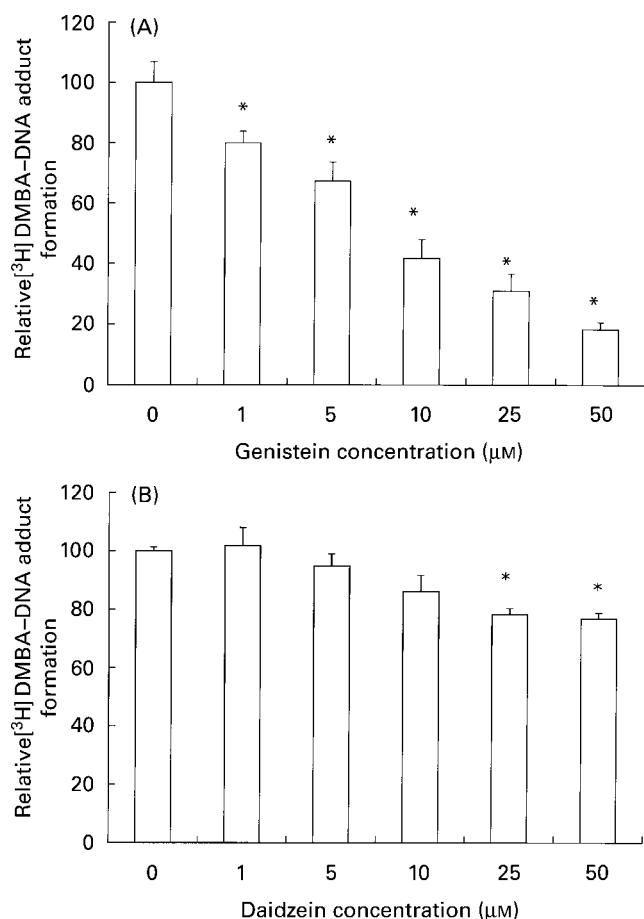 (A)
Relative[³H] DMBA–DNA adduct
formation
120
100
80
60
40
20
0
* * * * *
0 1 5 10 25 50
Genistein concentration (μM)
(B)
Relative[³H] DMBA–DNA adduct
formation
120
100
80
60
40
20
0
* *
0 1 5 10 25 50
Daidzein concentration (μM)